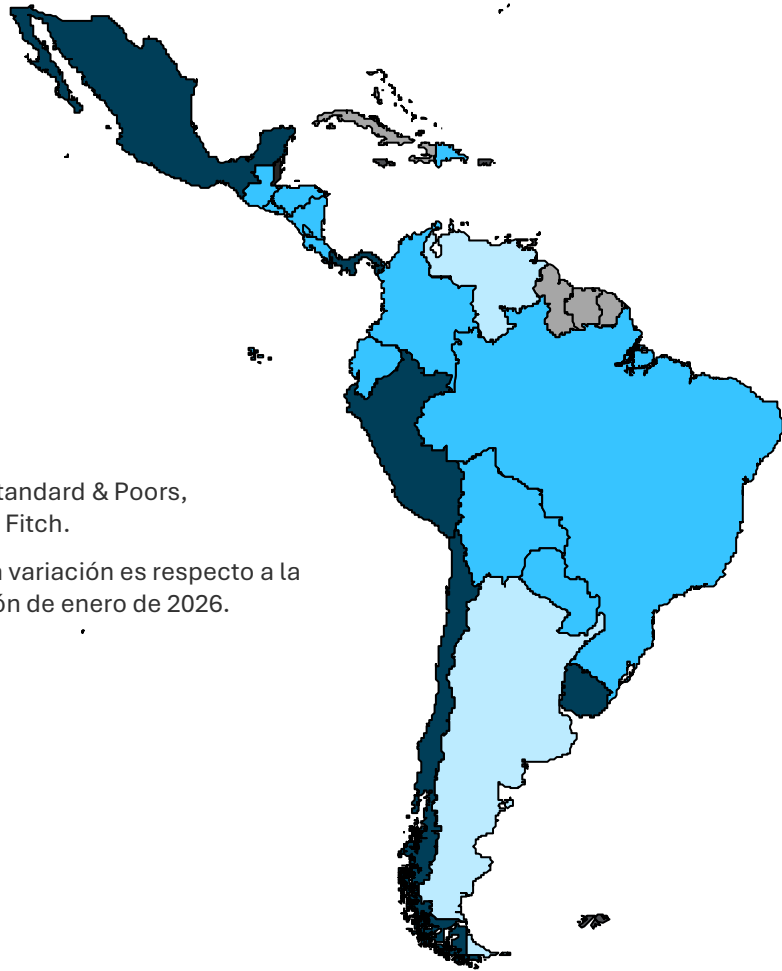 tandard & Poors,
Fitch.
variación es respecto a la
ón de enero de 2026.